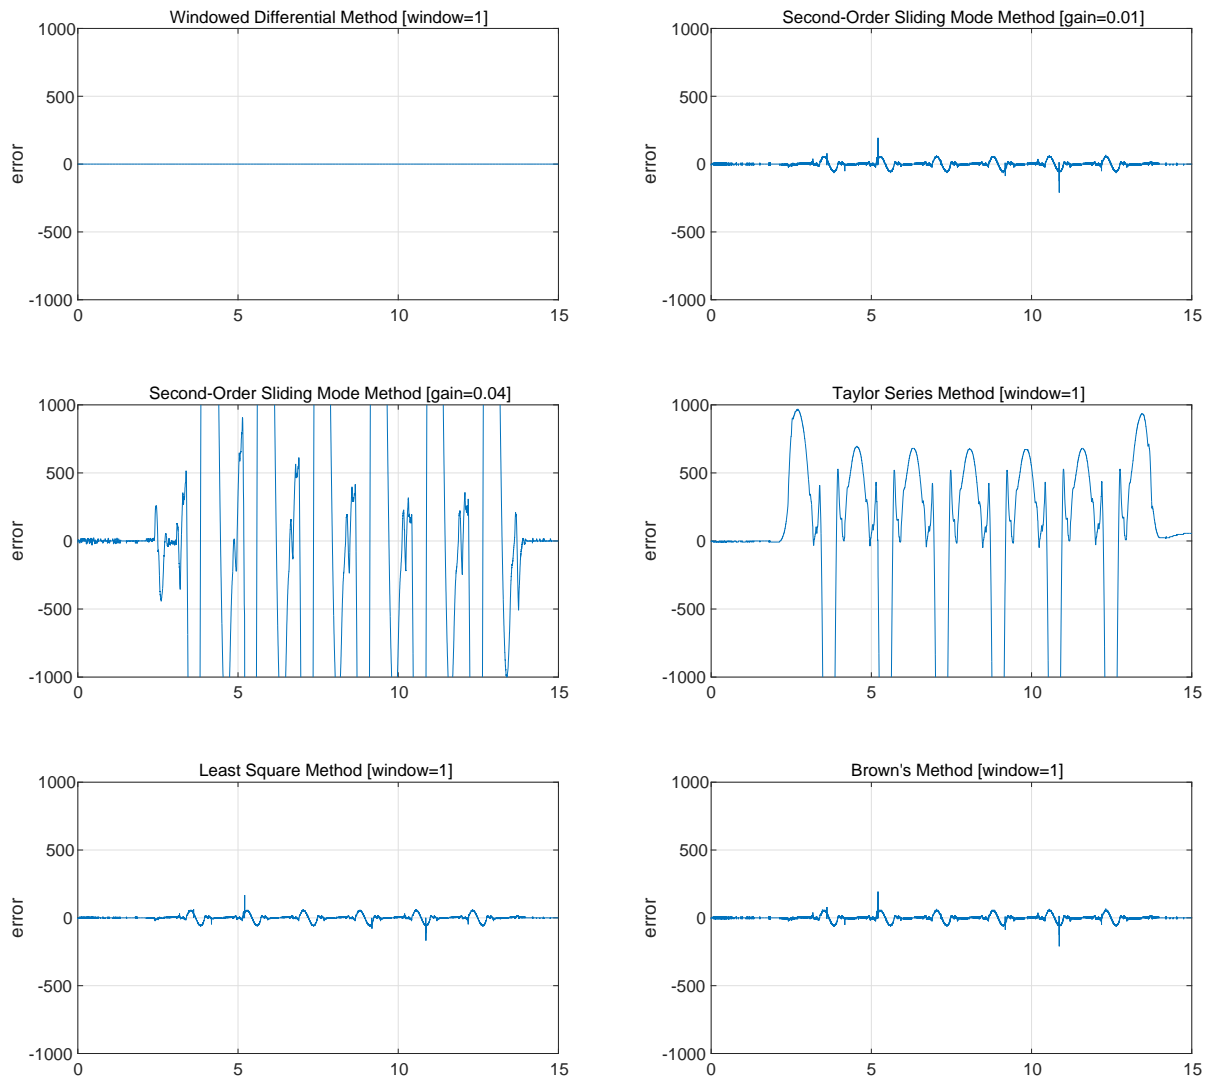 Windowed Differential Method [window=1]
1000
500
0
-500
-1000
error
0 5 10 15
Second-Order Sliding Mode Method [gain=0.01]
1000
500
0
-500
-1000
error
0 5 10 15
Second-Order Sliding Mode Method [gain=0.04]
1000
500
0
-500
-1000
error
0 5 10 15
Taylor Series Method [window=1]
1000
500
0
-500
-1000
error
0 5 10 15
Least Square Method [window=1]
1000
500
0
-500
-1000
error
0 5 10 15
Brown's Method [window=1]
1000
500
0
-500
-1000
error
0 5 10 15